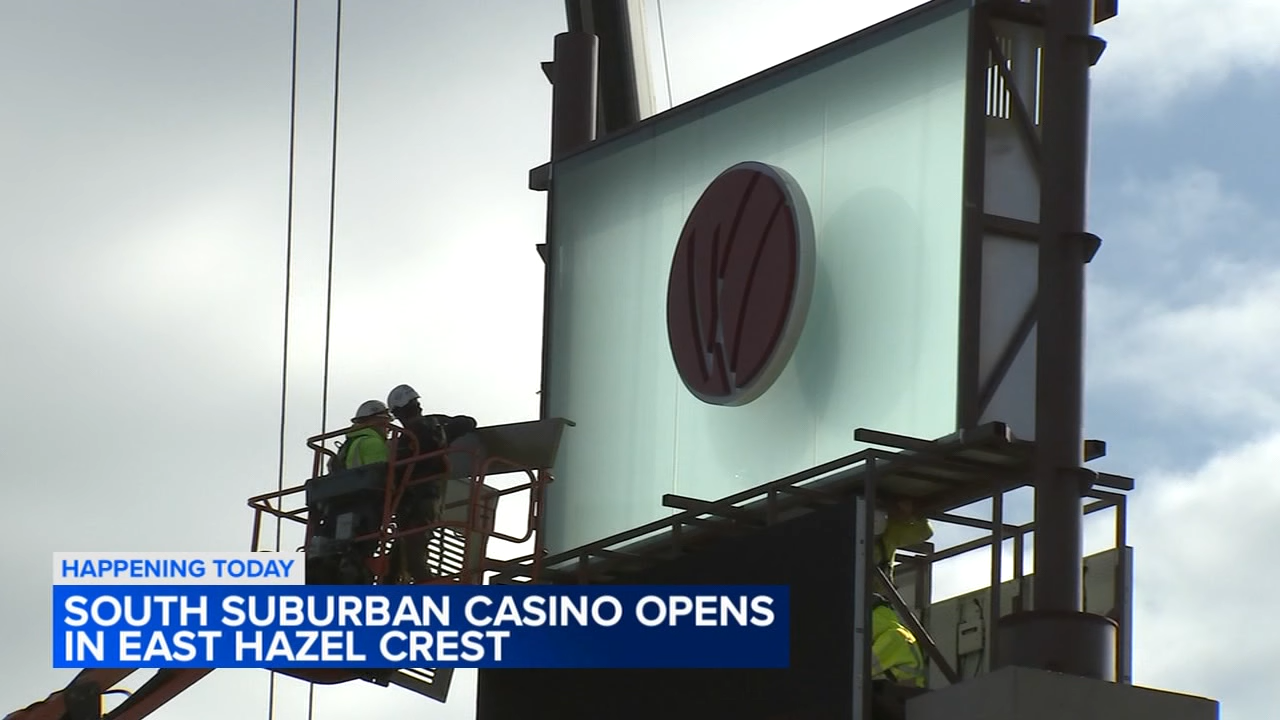 W
HAPPENING TODAY
SOUTH SUBURBAN CASINO OPENS
IN EAST HAZEL CREST